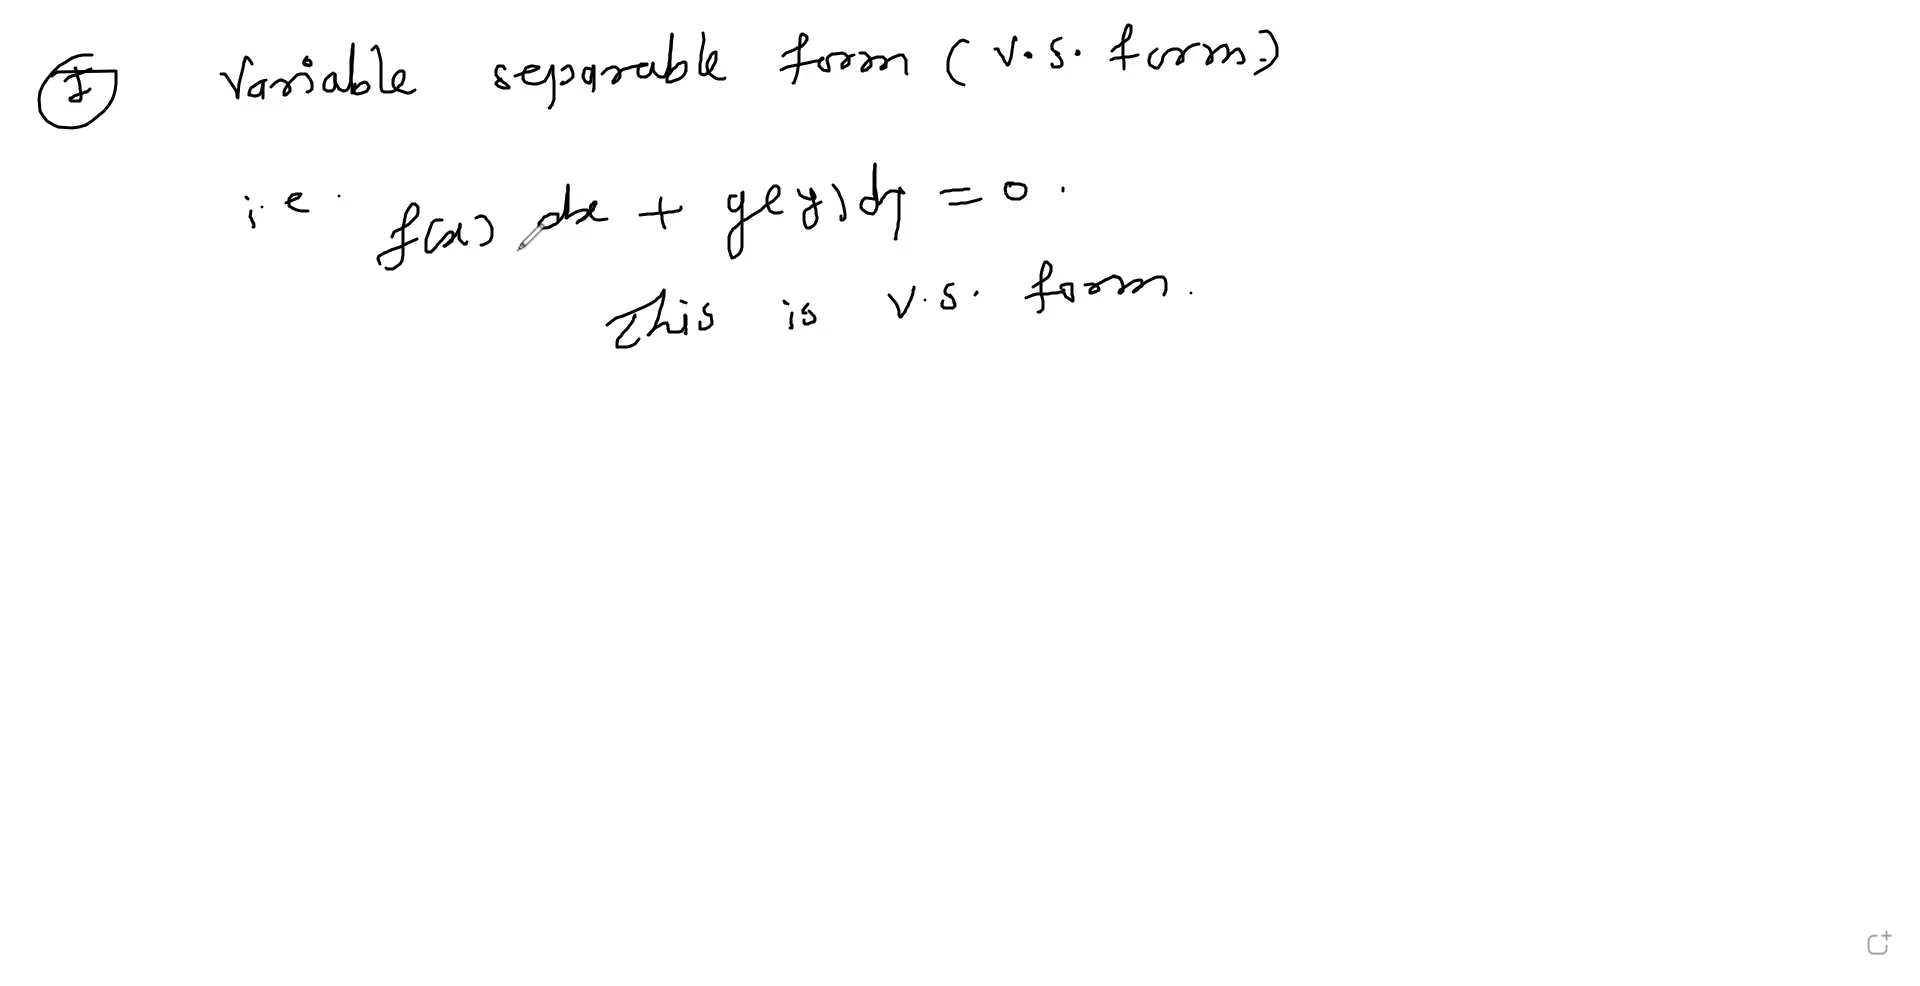 I Variable separable form (v.s. form.)
i.e. f(x) dx + g(y) dy = 0.
This is v.s. form.